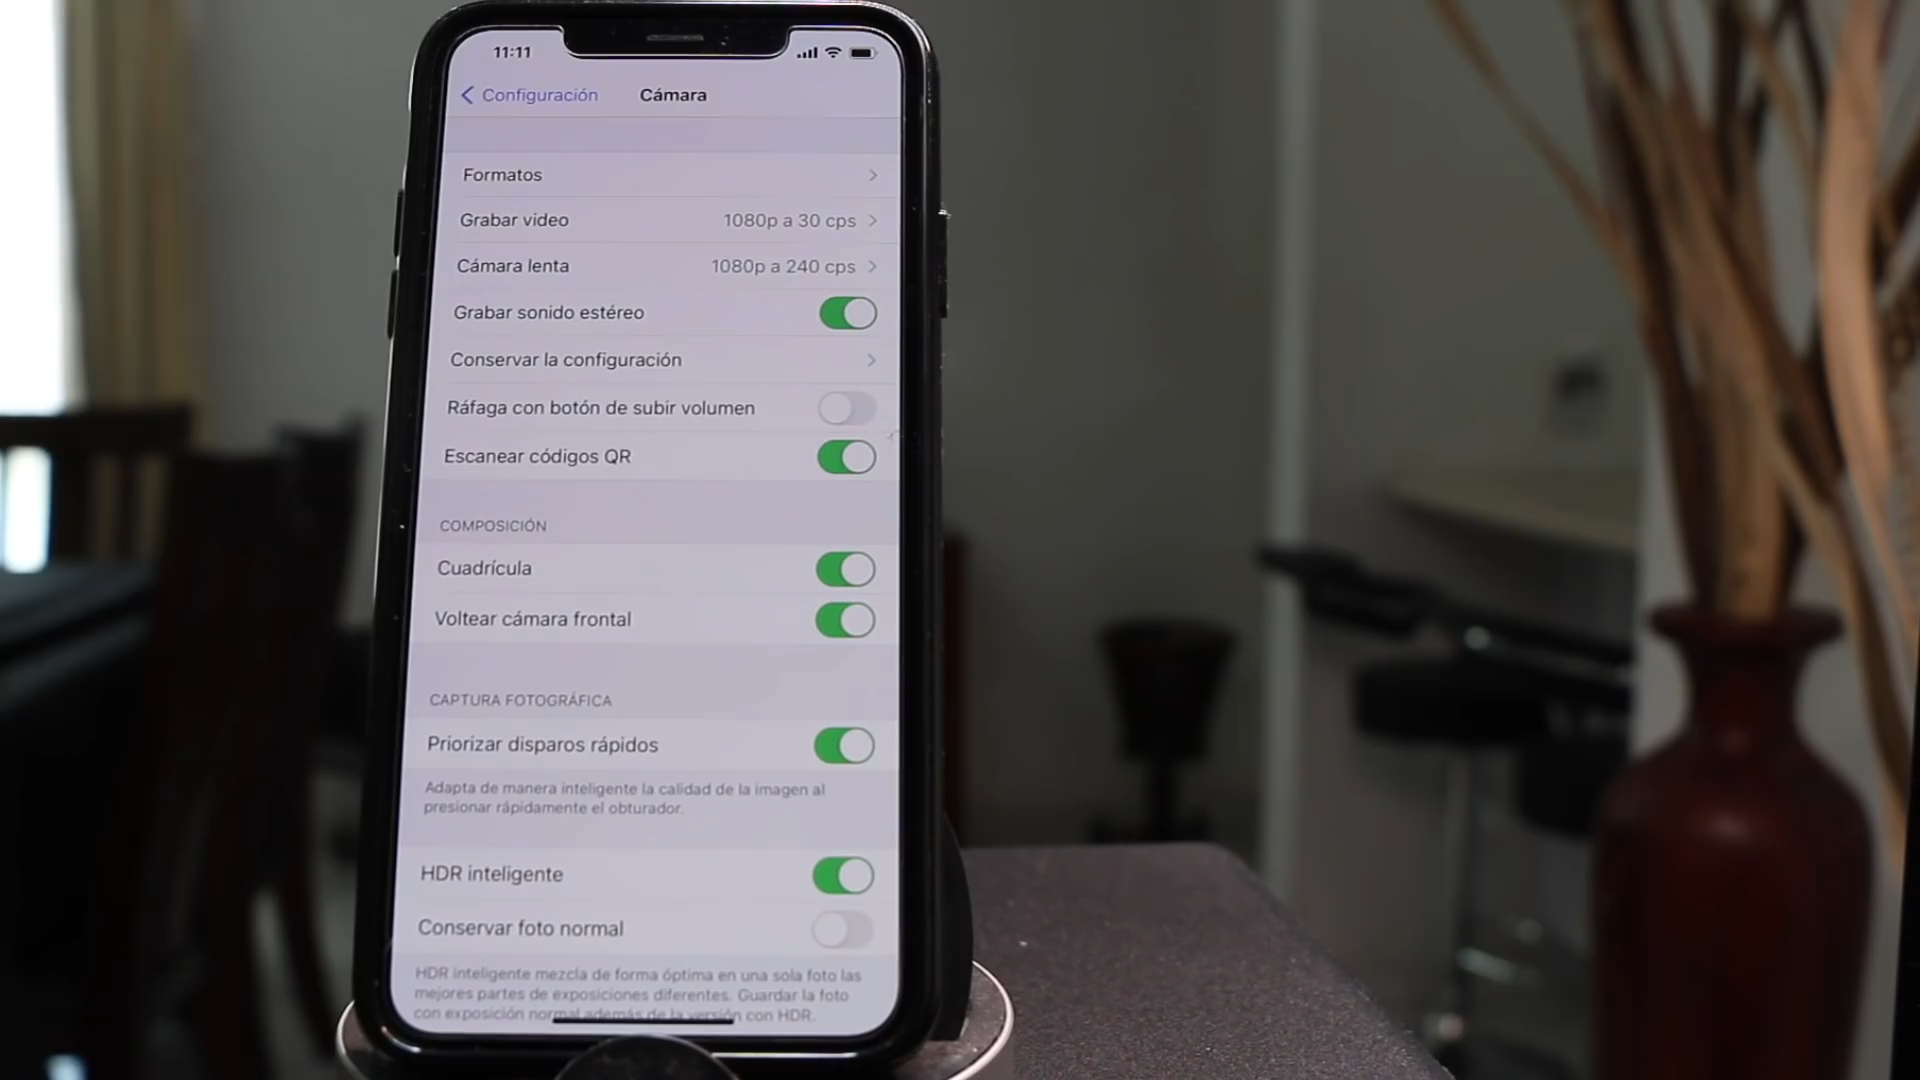 11:11
Configuración Cámara
Formatos
Grabar video 1080p a 30 cps
Cámara lenta 1080p a 240 cps
Grabar sonido estéreo
Conservar la configuración
Ráfaga con botón de subir volumen
Escanear códigos QR
COMPOSICIÓN
Cuadrícula
Voltear cámara frontal
CAPTURA FOTOGRÁFICA
Priorizar disparos rápidos
Adapta de manera inteligente la calidad de la imagen al
presionar rápidamente el obturador.
HDR inteligente
Conservar foto normal
HDR inteligente mezcla de forma óptima en una sola foto las
mejores partes de exposiciones diferentes. Guardar la foto
con exposición normal además de la versión con HDR.